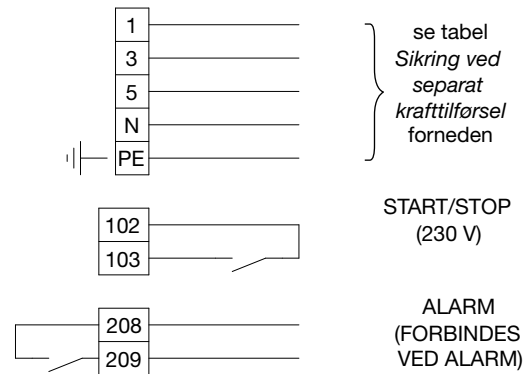 1
3
5
N
PE
se tabel
Sikring ved
separat
krafttilførsel
forneden
102
103
START/STOP
(230 V)
208
209
ALARM
(FORBINDES
VED ALARM)